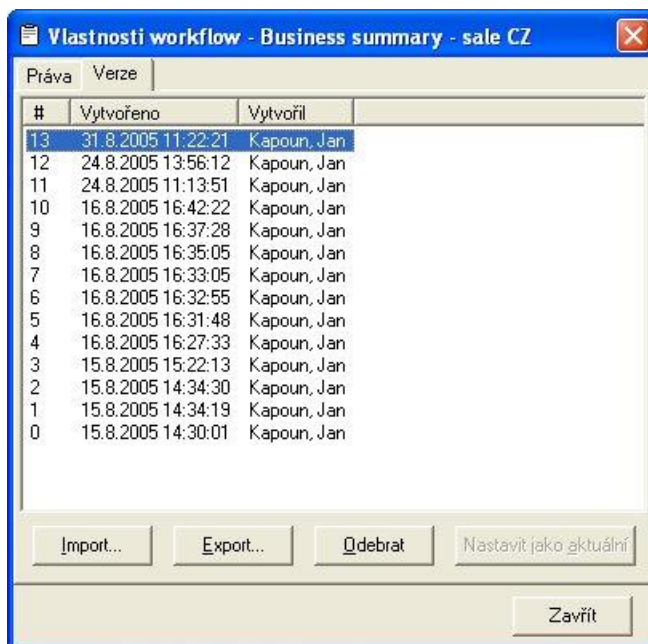 Vlastnosti workflow - Business summary - sale CZ
Práva Verze
# Vytvořeno Vytvořil
13 31.8.2005 11:22:21 Kapoun, Jan
12 24.8.2005 13:56:12 Kapoun, Jan
11 24.8.2005 11:13:51 Kapoun, Jan
10 16.8.2005 16:42:22 Kapoun, Jan
9 16.8.2005 16:37:28 Kapoun, Jan
8 16.8.2005 16:35:05 Kapoun, Jan
7 16.8.2005 16:33:05 Kapoun, Jan
6 16.8.2005 16:32:55 Kapoun, Jan
5 16.8.2005 16:31:48 Kapoun, Jan
4 16.8.2005 16:27:33 Kapoun, Jan
3 15.8.2005 15:22:13 Kapoun, Jan
2 15.8.2005 14:34:30 Kapoun, Jan
1 15.8.2005 14:34:19 Kapoun, Jan
0 15.8.2005 14:30:01 Kapoun, Jan
Import... Export... Odebrat Nastavit jako aktuální
Zavřít